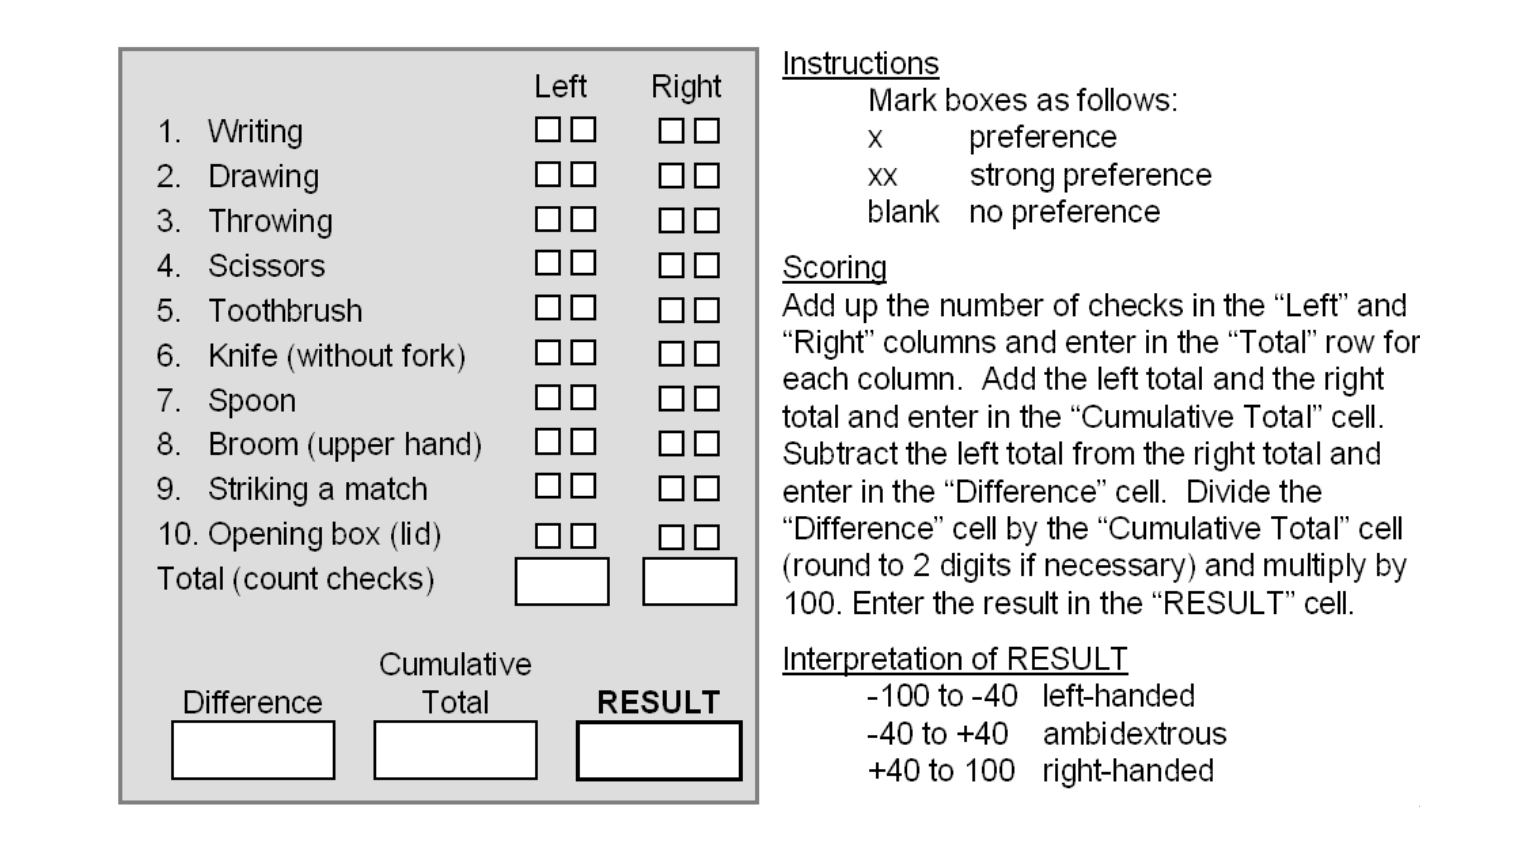 Left Right
1. Writing
2. Drawing
3. Throwing
4. Scissors
5. Toothbrush
6. Knife (without fork)
7. Spoon
8. Broom (upper hand)
9. Striking a match
10. Opening box (lid)
Total (count checks)
Cumulative
Difference Total RESULT
Instructions
Mark boxes as follows:
x preference
xx strong preference
blank no preference
Scoring
Add up the number of checks in the “Left” and
“Right” columns and enter in the “Total” row for
each column. Add the left total and the right
total and enter in the “Cumulative Total” cell.
Subtract the left total from the right total and
enter in the “Difference” cell. Divide the
“Difference” cell by the “Cumulative Total” cell
(round to 2 digits if necessary) and multiply by
100. Enter the result in the “RESULT” cell.
Interpretation of RESULT
-100 to -40 left-handed
-40 to +40 ambidextrous
+40 to 100 right-handed